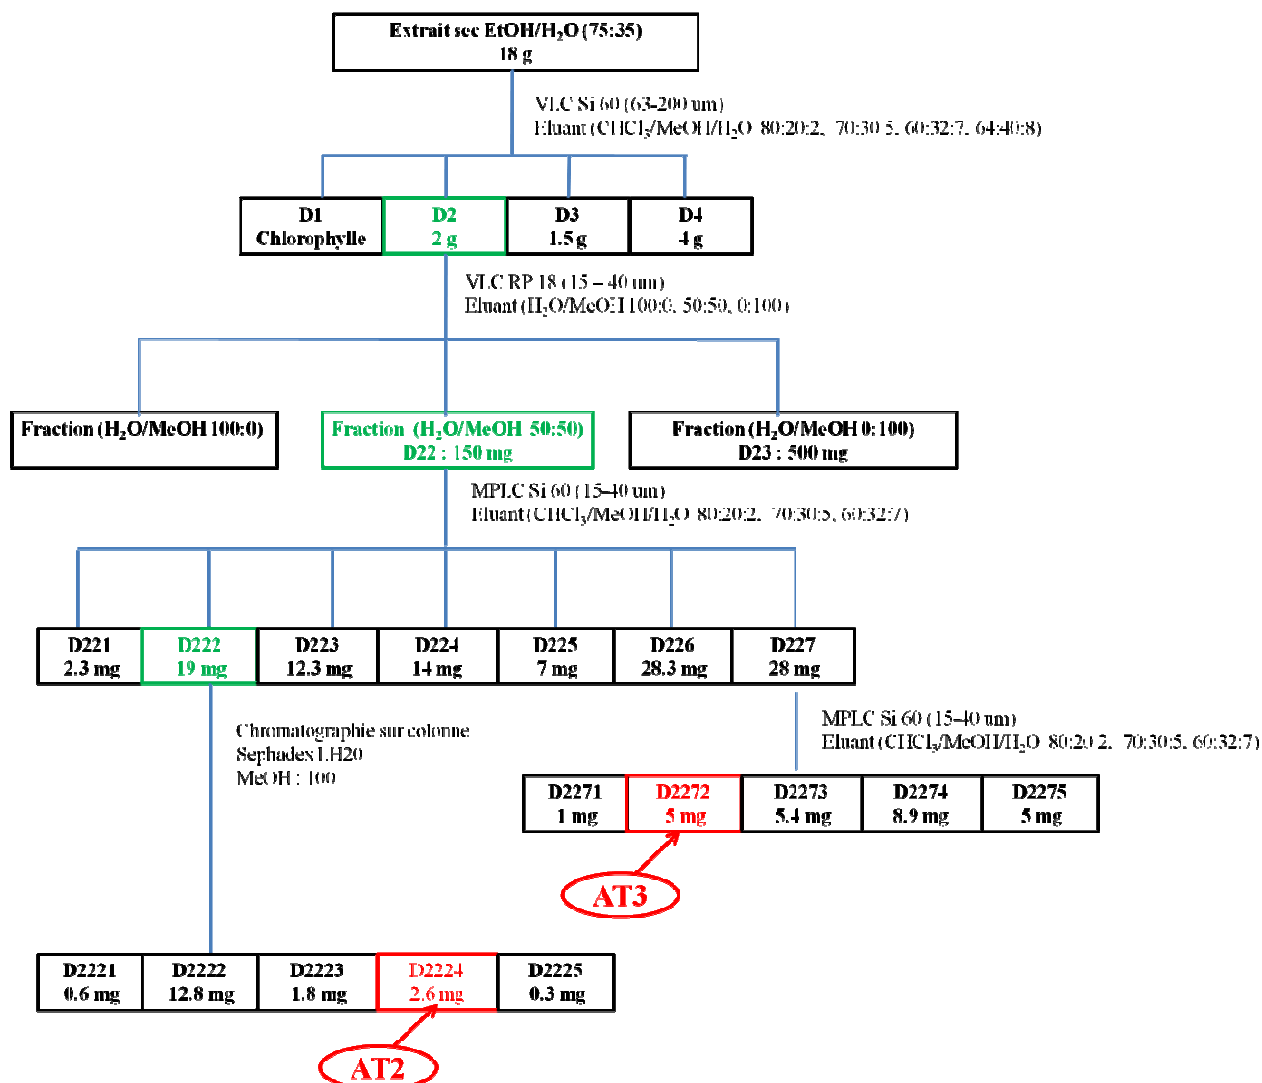 Extrait sec EtOH/H₂O (75:35)
18 g
VLC Si 60 (63-200 um)
Eluant (CHCl₃/MeOH/H₂O 80:20:2, 70:30 5, 60:32:7, 64:40:8)
D1
Chlorophylle
D2
2 g
D3
1.5 g
D4
4 g
VLC RP 18 (15 – 40 um)
Eluant (H₂O/MeOH 100:0, 50:50, 0:100)
Fraction (H₂O/MeOH 100:0)
Fraction (H₂O/MeOH 50:50)
D22 : 150 mg
Fraction (H₂O/MeOH 0:100)
D23 : 500 mg
MPLC Si 60 (15-40 um)
Eluant (CHCl₃/MeOH/H₂O 80:20:2, 70:30:5, 60:32:7)
D221
2.3 mg
D222
19 mg
D223
12.3 mg
D224
14 mg
D225
7 mg
D226
28.3 mg
D227
28 mg
Chromatographie sur colonne
Sephadex LH20
MeOH : 100
MPLC Si 60 (15-40 um)
Eluant (CHCl₃/MeOH/H₂O 80:20 2, 70:30:5, 60:32:7)
D2271
1 mg
D2272
5 mg
D2273
5.4 mg
D2274
8.9 mg
D2275
5 mg
AT3
D2221
0.6 mg
D2222
12.8 mg
D2223
1.8 mg
D2224
2.6 mg
D2225
0.3 mg
AT2